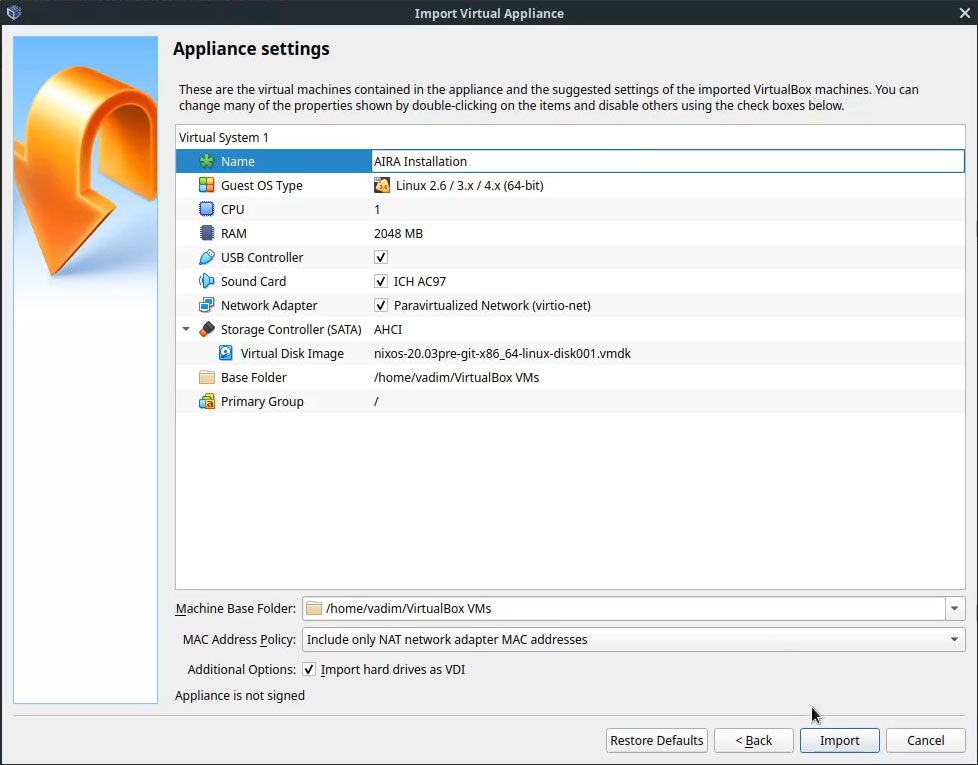 Import Virtual Appliance
Appliance settings
These are the virtual machines contained in the appliance and the suggested settings of the imported VirtualBox machines. You can
change many of the properties shown by double-clicking on the items and disable others using the check boxes below.
Virtual System 1
Name AIRA Installation
Guest OS Type Linux 2.6 / 3.x / 4.x (64-bit)
CPU 1
RAM 2048 MB
USB Controller
Sound Card ICH AC97
Network Adapter Paravirtualized Network (virtio-net)
Storage Controller (SATA) AHCI
Virtual Disk Image nixos-20.03pre-git-x86_64-linux-disk001.vmdk
Base Folder /home/vadim/VirtualBox VMs
Primary Group /
Machine Base Folder: /home/vadim/VirtualBox VMs
MAC Address Policy: Include only NAT network adapter MAC addresses
Additional Options: Import hard drives as VDI
Appliance is not signed
Restore Defaults < Back Import Cancel